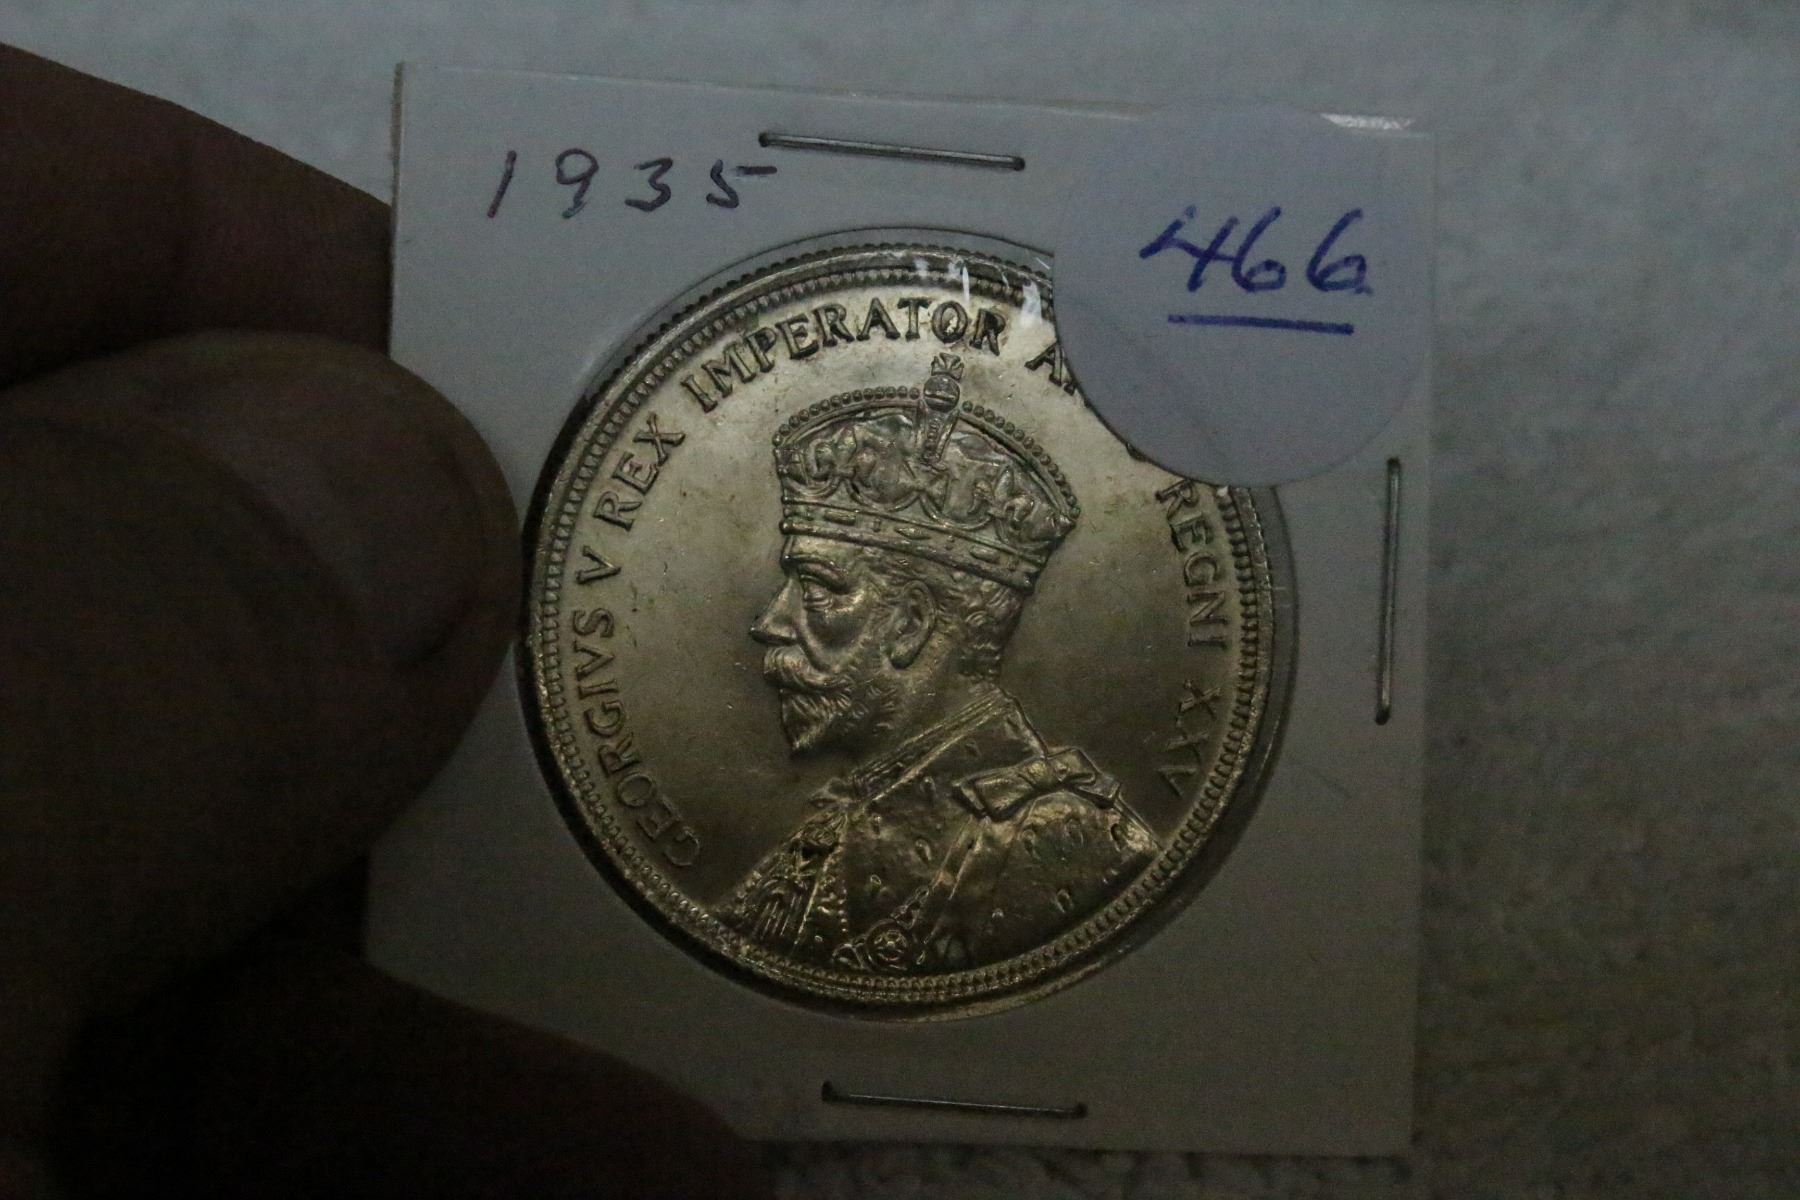 1935
466
GEORGIVS V REX IMPERATOR A REGNI XXV